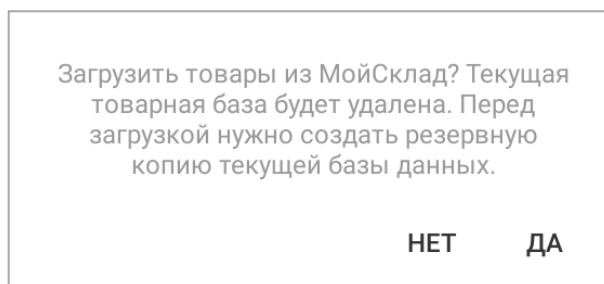 Загрузить товары из МойСклад? Текущая
товарная база будет удалена. Перед
загрузкой нужно создать резервную
копию текущей базы данных.
НЕТ ДА